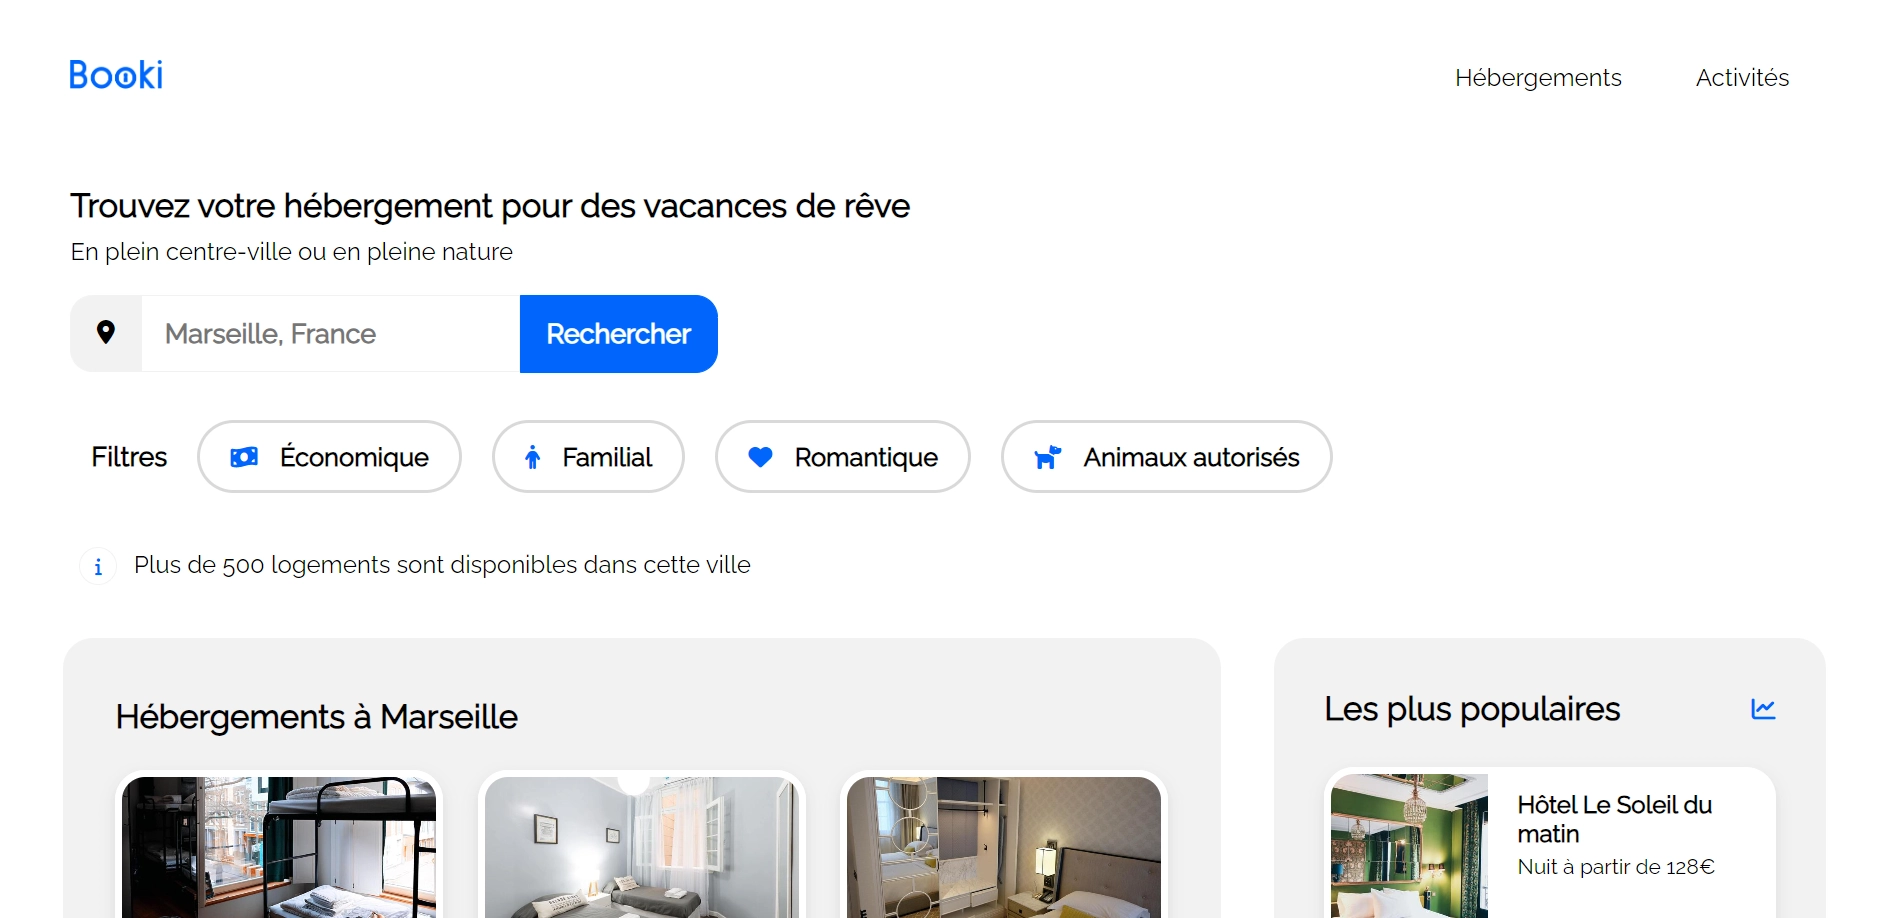 Booki
Hébergements
Activités
Trouvez votre hébergement pour des vacances de rêve
En plein centre-ville ou en pleine nature
Marseille, France
Rechercher
Filtres
Économique
Familial
Romantique
Animaux autorisés
Plus de 500 logements sont disponibles dans cette ville
Hébergements à Marseille
Les plus populaires
Hôtel Le Soleil du
matin
Nuit à partir de 128€